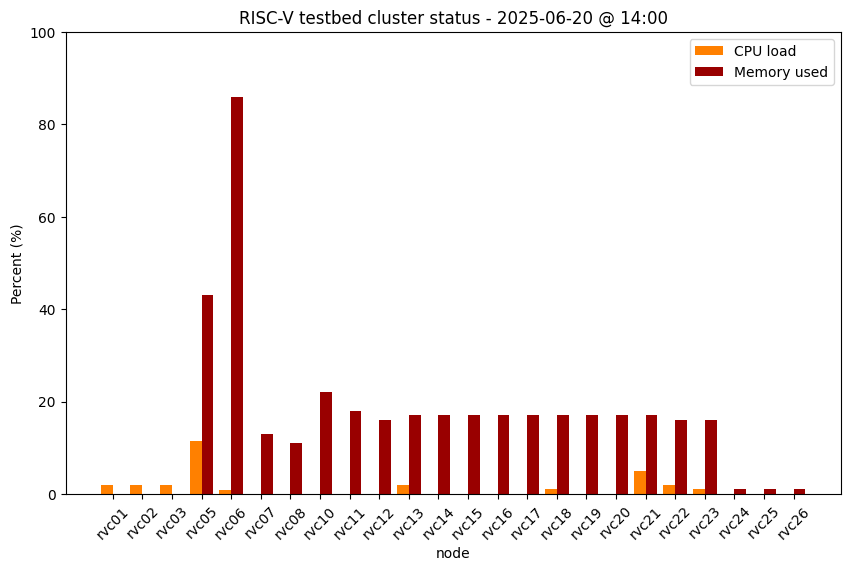 RISC-V testbed cluster status - 2025-06-20 @ 14:00
CPU load
Memory used
100
80
60
40
20
0
Percent (%)
rvc01 rvc02 rvc03 rvc05 rvc06 rvc07 rvc08 rvc10 rvc11 rvc12 rvc13 rvc14 rvc15 rvc16 rvc17 rvc18 rvc19 rvc20 rvc21 rvc22 rvc23 rvc24 rvc25 rvc26
node